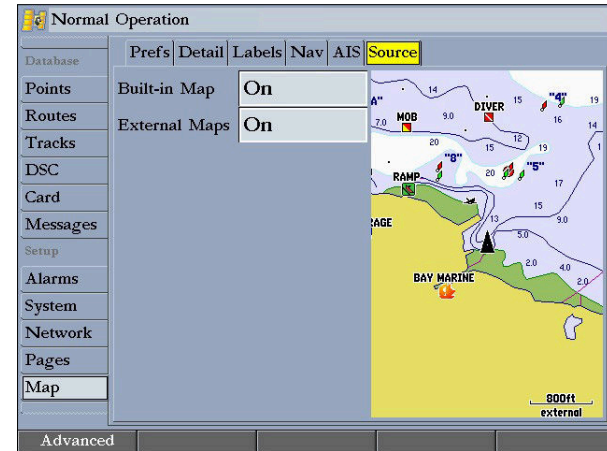 Normal Operation
Database
Points
Routes
Tracks
DSC
Card
Messages
Setup
Alarms
System
Network
Pages
Map
Prefs Detail Labels Nav AIS Source
Built-in Map On
External Maps On
A" 14 DIVER 15 "4" 19
7.0 MOB 9.0 16 14
20 15 12 19 1
"8" 20 "5"
RAMP 17
15
RAGE 13 9.0
5.0
2.0 4.0
BAY MARINE 2.0
800ft
external
Advanced